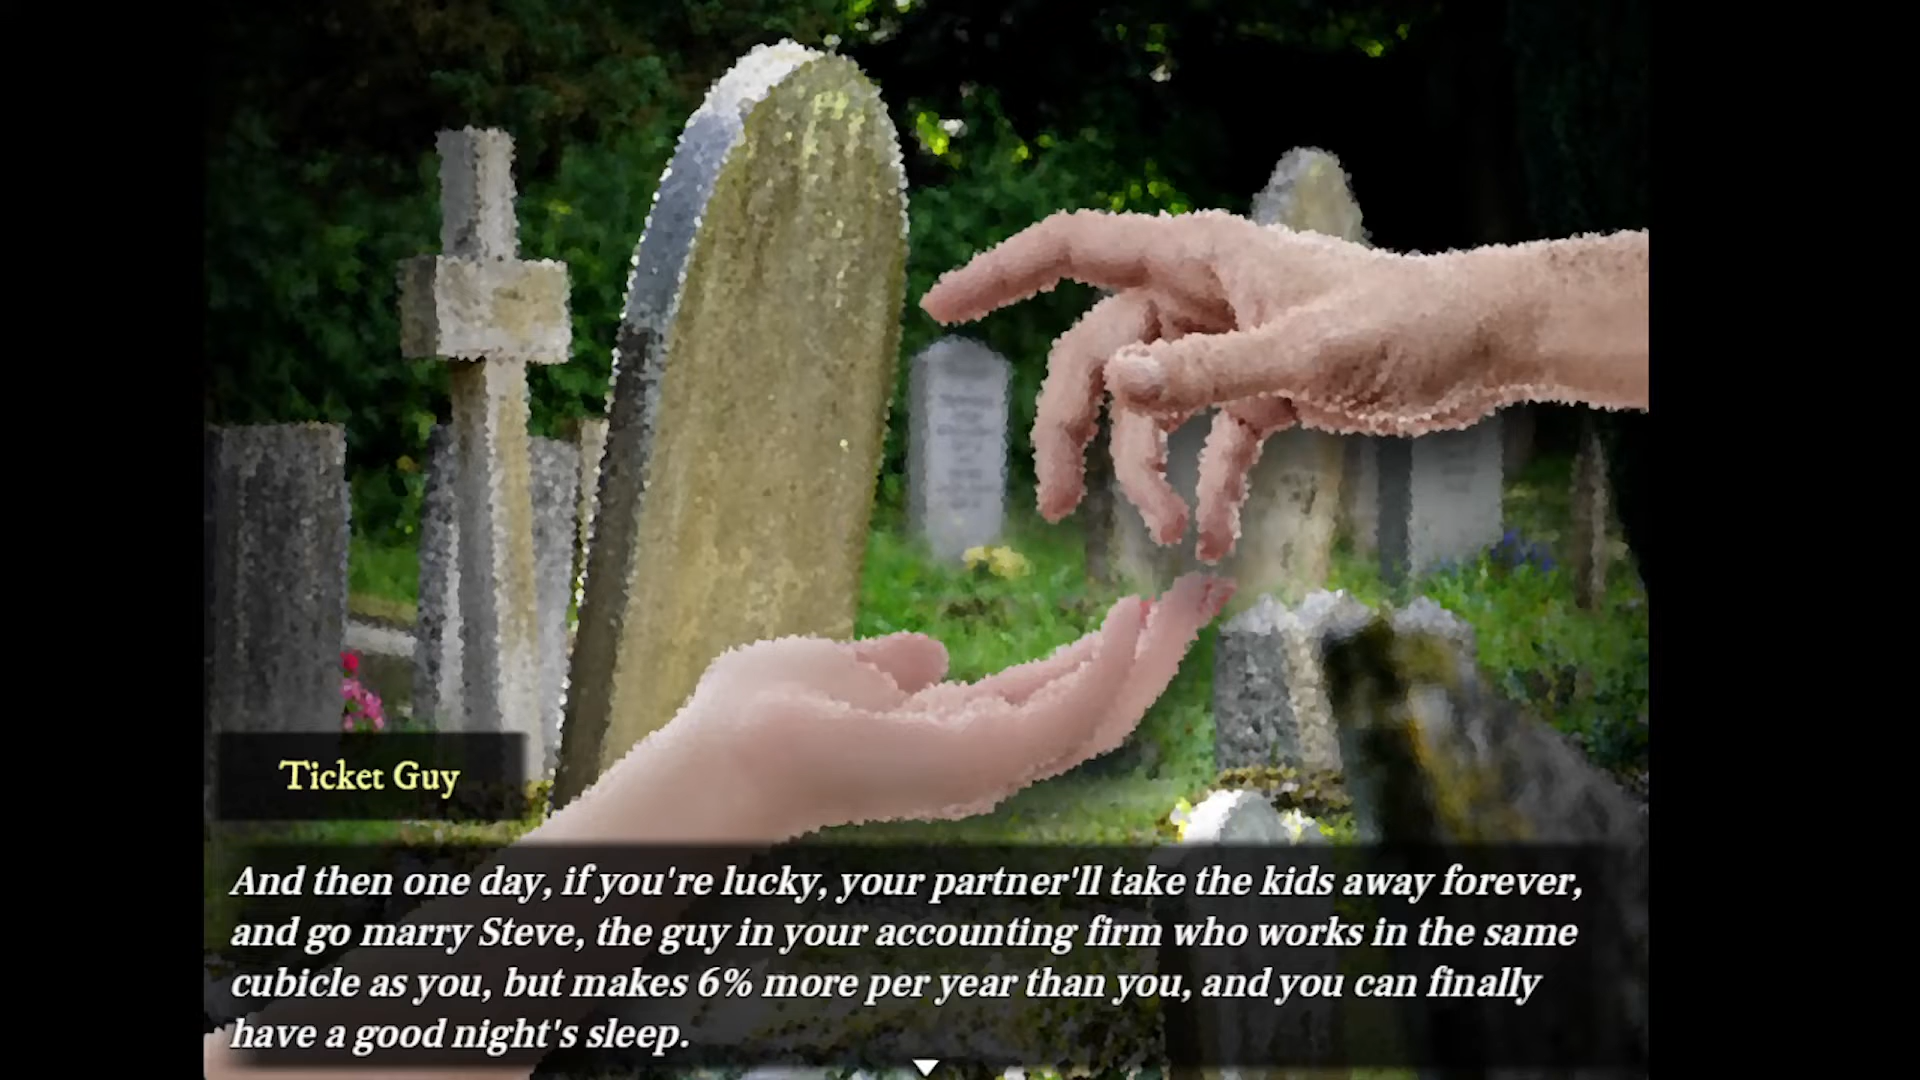 Ticket Guy
And then one day, if you're lucky, your partner'll take the kids away forever,
and go marry Steve, the guy in your accounting firm who works in the same
cubicle as you, but makes 6% more per year than you, and you can finally
have a good night's sleep.